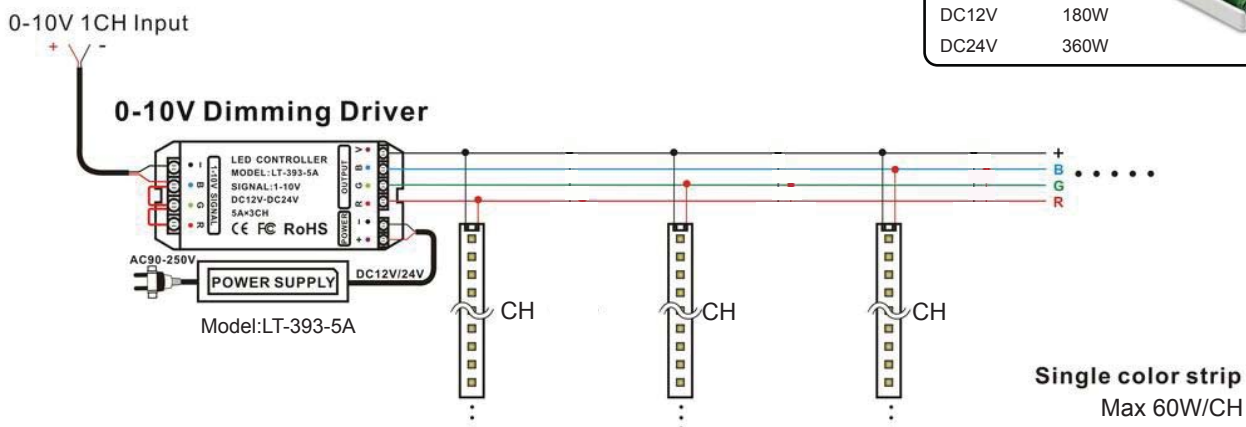 DC12V 180W
DC24V 360W
0-10V 1CH Input
+ -
0-10V Dimming Driver
LED CONTROLLER
MODEL:LT-393-5A
SIGNAL:1-10V
DC12V-DC24V
5A×3CH
CE FC RoHS
1-10V SIGNAL
I
B
G
R
OUTPUT
V
B
G
R
POWER
I
+
+
B
G
R
AC90-250V
POWER SUPPLY
DC12V/24V
Model:LT-393-5A
CH
CH
CH
Single color strip
Max 60W/CH